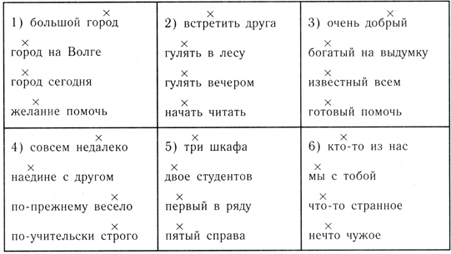 1) большой город
город на Волге
город сегодня
желание помочь
2) встретить друга
гулять в лесу
гулять вечером
начать читать
3) очень добрый
богатый на выдумку
известный всем
готовый помочь
4) совсем недалеко
наедине с другом
по-прежнему весело
по-учительски строго
5) три шкафа
двое студентов
первый в ряду
пятый справа
6) кто-то из нас
мы с тобой
что-то странное
нечто чужое